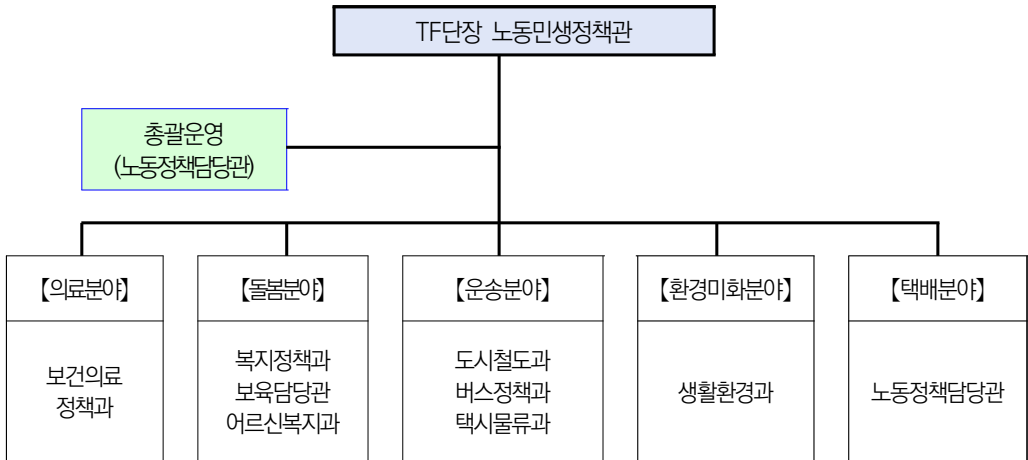 TF단장 노동민생정책관
총괄운영
(노동정책담당관)
【의료분야】
보건의료
정책과
【돌봄분야】
복지정책과
보육담당관
어르신복지과
【운송분야】
도시철도과
버스정책과
택시물류과
【환경미화분야】
생활환경과
【택배분야】
노동정책담당관